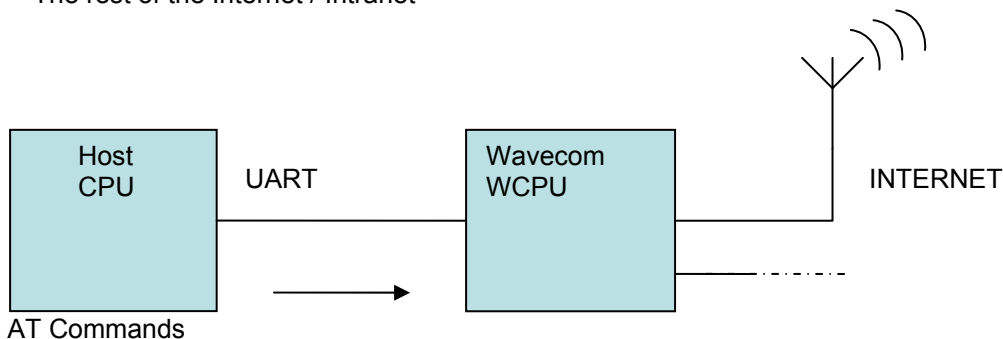 The rest of the Internet / Intranet
Host
CPU
UART
Wavecom
WCPU
INTERNET
AT Commands